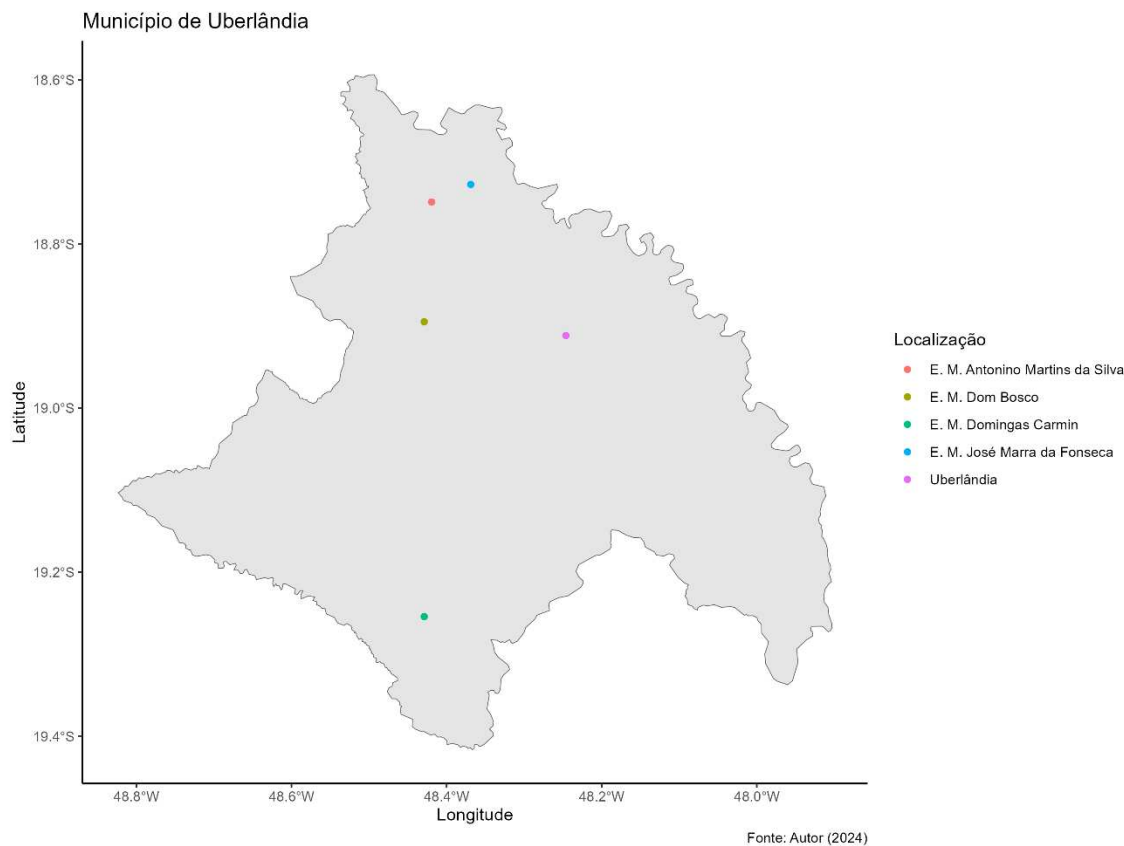 Município de Uberlândia
18.6°S
18.8°S
19.0°S
19.2°S
19.4°S
Latitude
48.8°W
48.6°W
48.4°W
48.2°W
48.0°W
Longitude
Localização
E. M. Antonino Martins da Silva
E. M. Dom Bosco
E. M. Domingas Carmin
E. M. José Marra da Fonseca
Uberlândia
Fonte: Autor (2024)